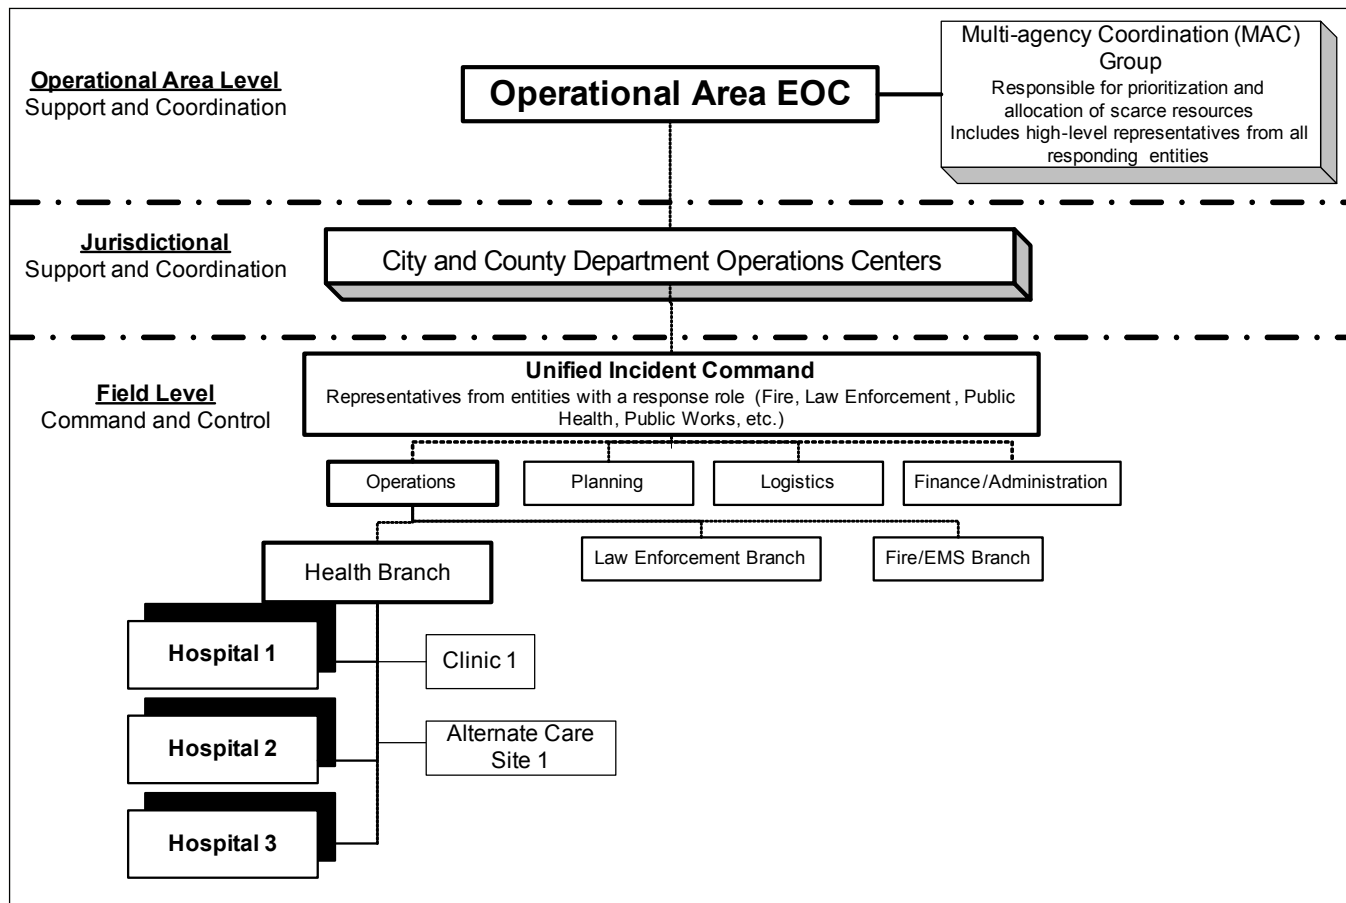 Operational Area Level
Support and Coordination
Operational Area EOC
Multi-agency Coordination (MAC)
Group
Responsible for prioritization and
allocation of scarce resources
Includes high-level representatives from all
responding entities
Jurisdictional
Support and Coordination
City and County Department Operations Centers
Field Level
Command and Control
Unified Incident Command
Representatives from entities with a response role (Fire, Law Enforcement, Public
Health, Public Works, etc.)
Operations
Planning
Logistics
Finance/Administration
Health Branch
Law Enforcement Branch
Fire/EMS Branch
Hospital 1
Clinic 1
Hospital 2
Alternate Care
Site 1
Hospital 3